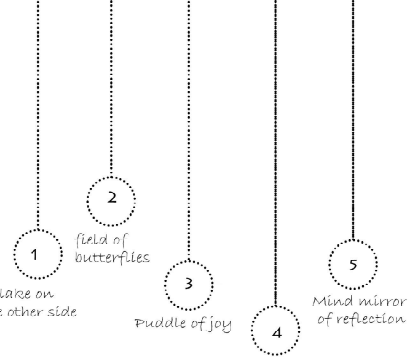 1
lake on
other side
2
field of
butterflies
3
Puddle of joy
4
5
Mind mirror
of reflection